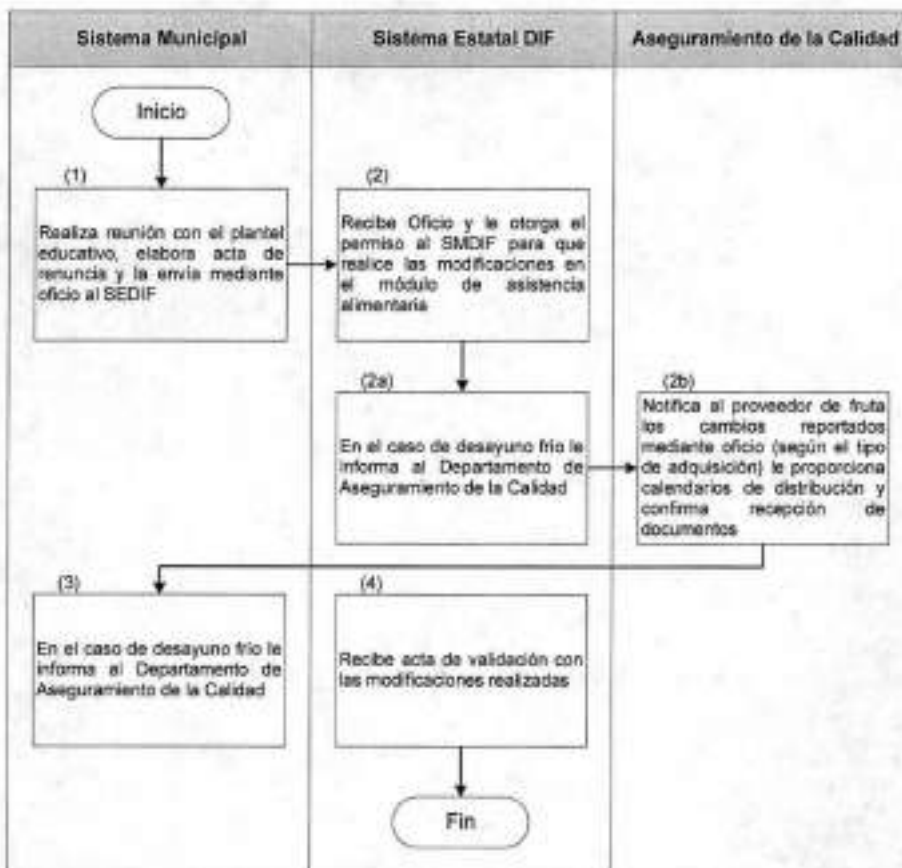 Sistema Municipal
Sistema Estatal DIF
Aseguramiento de la Calidad
Inicio
(1)
Realiza reunión con el plantel
educativo, elabora acta de
renuncia y la envía mediante
oficio al SEDIF
(2)
Recibe Oficio y le otorga el
permiso al SMDIF para que
realice las modificaciones en
el módulo de asistencia
alimentaria
(2a)
En el caso de desayuno frío le
informa al Departamento de
Aseguramiento de la Calidad
(2b)
Notifica al proveedor de fruta
los cambios reportados
mediante oficio (según el tipo
de adquisición) le proporciona
calendarios de distribución y
confirma recepción de
documentos
(3)
En el caso de desayuno frío le
informa al Departamento de
Aseguramiento de la Calidad
(4)
Recibe acta de validación con
las modificaciones realizadas
Fin